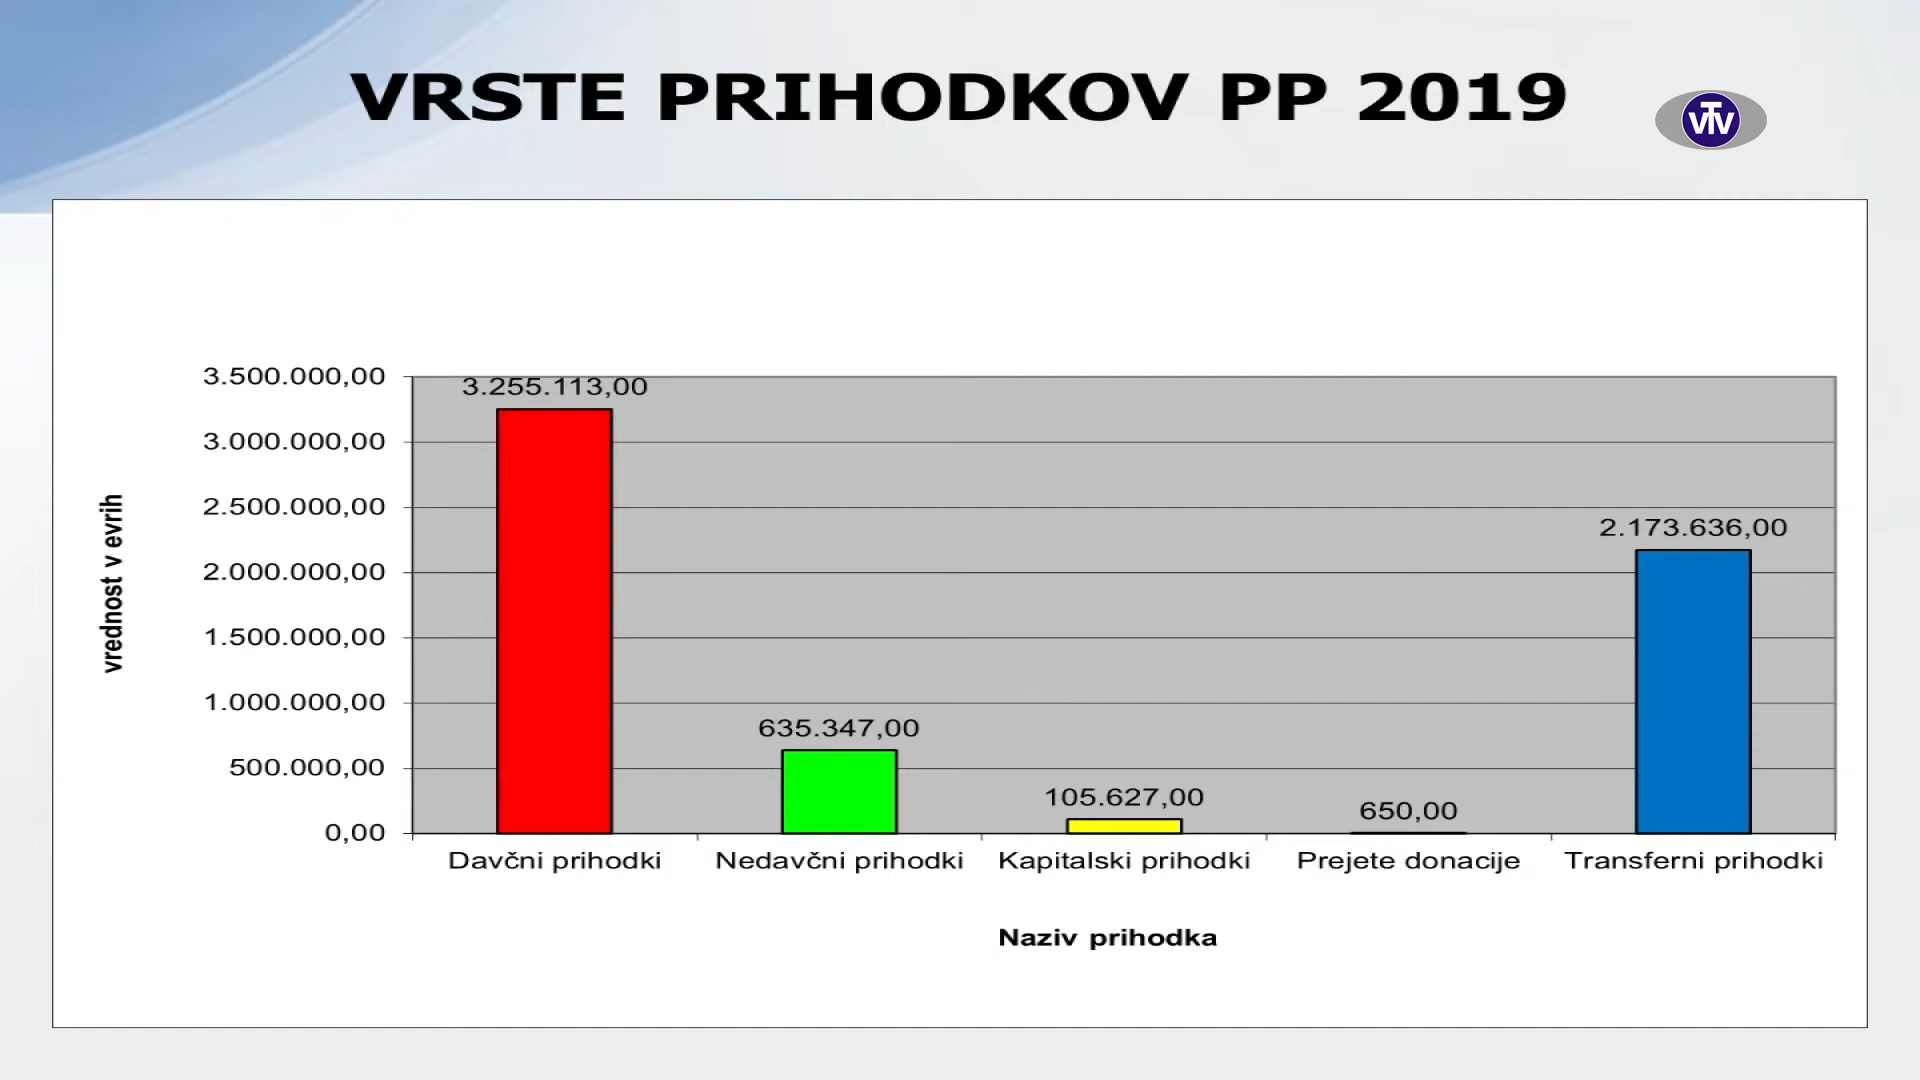 VRSTE PRIHODKOV PP 2019
VTV
3.500.000,00
3.000.000,00
2.500.000,00
2.000.000,00
1.500.000,00
1.000.000,00
500.000,00
0,00
vrednost v evrih
3.255.113,00
635.347,00
105.627,00
650,00
2.173.636,00
Davčni prihodki
Nedavčni prihodki
Kapitalski prihodki
Prejete donacije
Transferni prihodki
Naziv prihodka